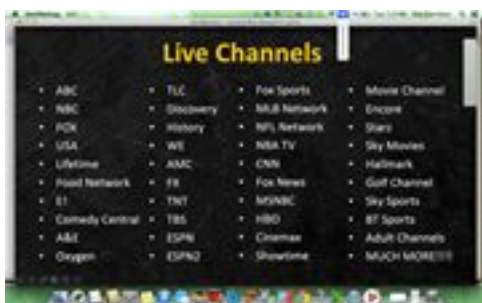 Live Channels
• ABC
• NBC
• FOX
• USA
• Lifetime
• Food Network
• E!
• Comedy Central
• A&E
• Oxygen
• TLC
• Discovery
• History
• WE
• AMC
• FX
• TNT
• TBS
• ESPN
• ESPN2
• Fox Sports
• MLB Network
• NFL Network
• NBA TV
• CNN
• Fox News
• MSNBC
• HBO
• Cinemax
• Showtime
• Movie Channel
• Encore
• Starz
• Sky Movies
• Hallmark
• Golf Channel
• Sky Sports
• BT Sports
• Adult Channels